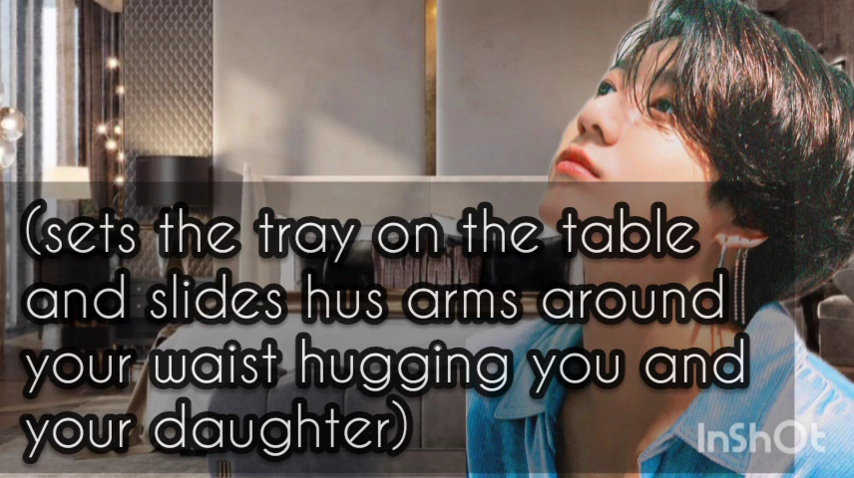 (sets the tray on the table
and slides hus arms around
your waist hugging you and
your daughter)
InShOt